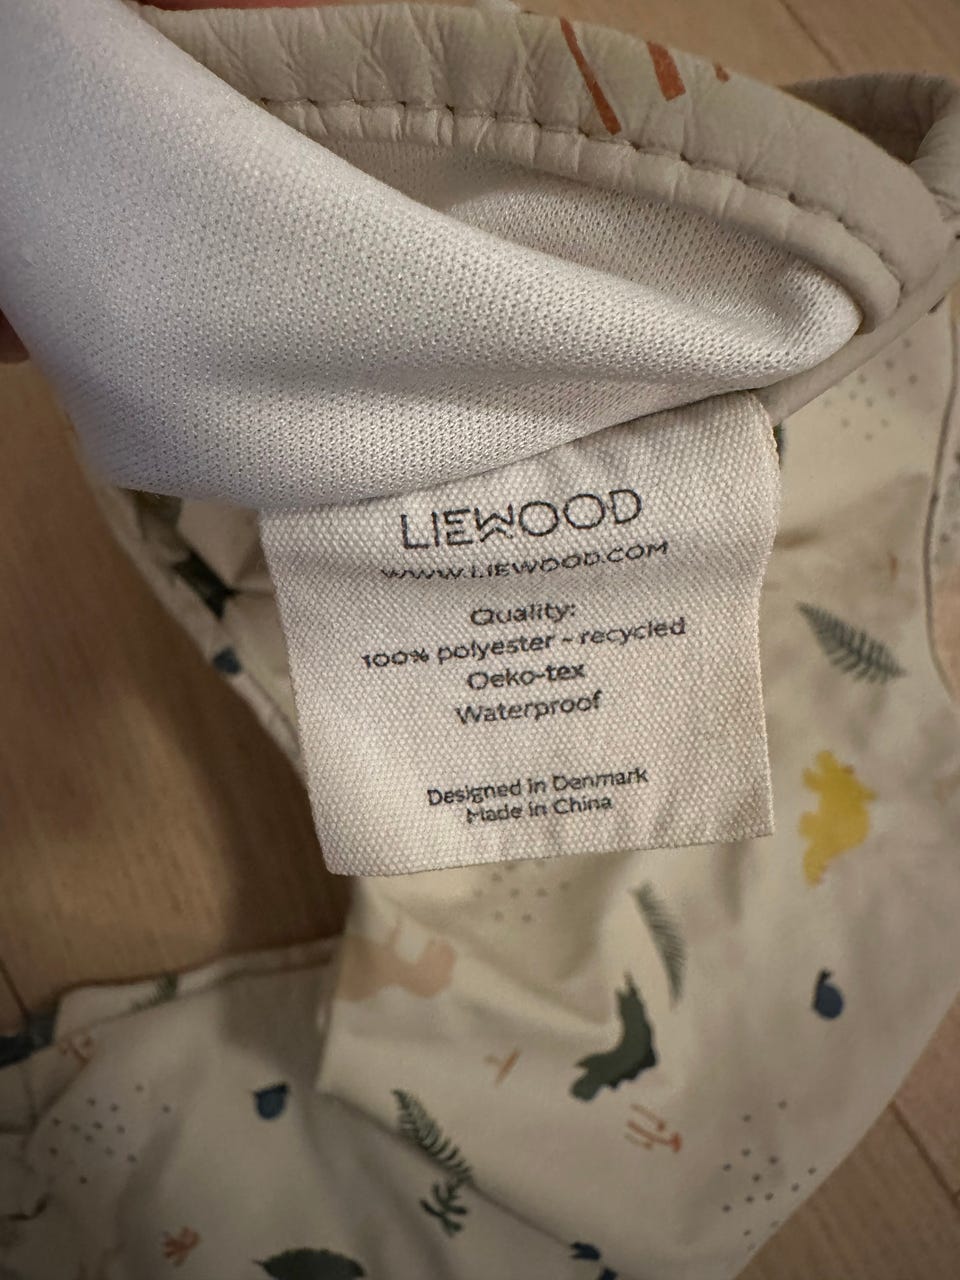 LIEWOOD
WWW.LIEWOOD.COM
Quality:
100% polyester - recycled
Oeko-tex
Waterproof
Designed in Denmark
Made in China